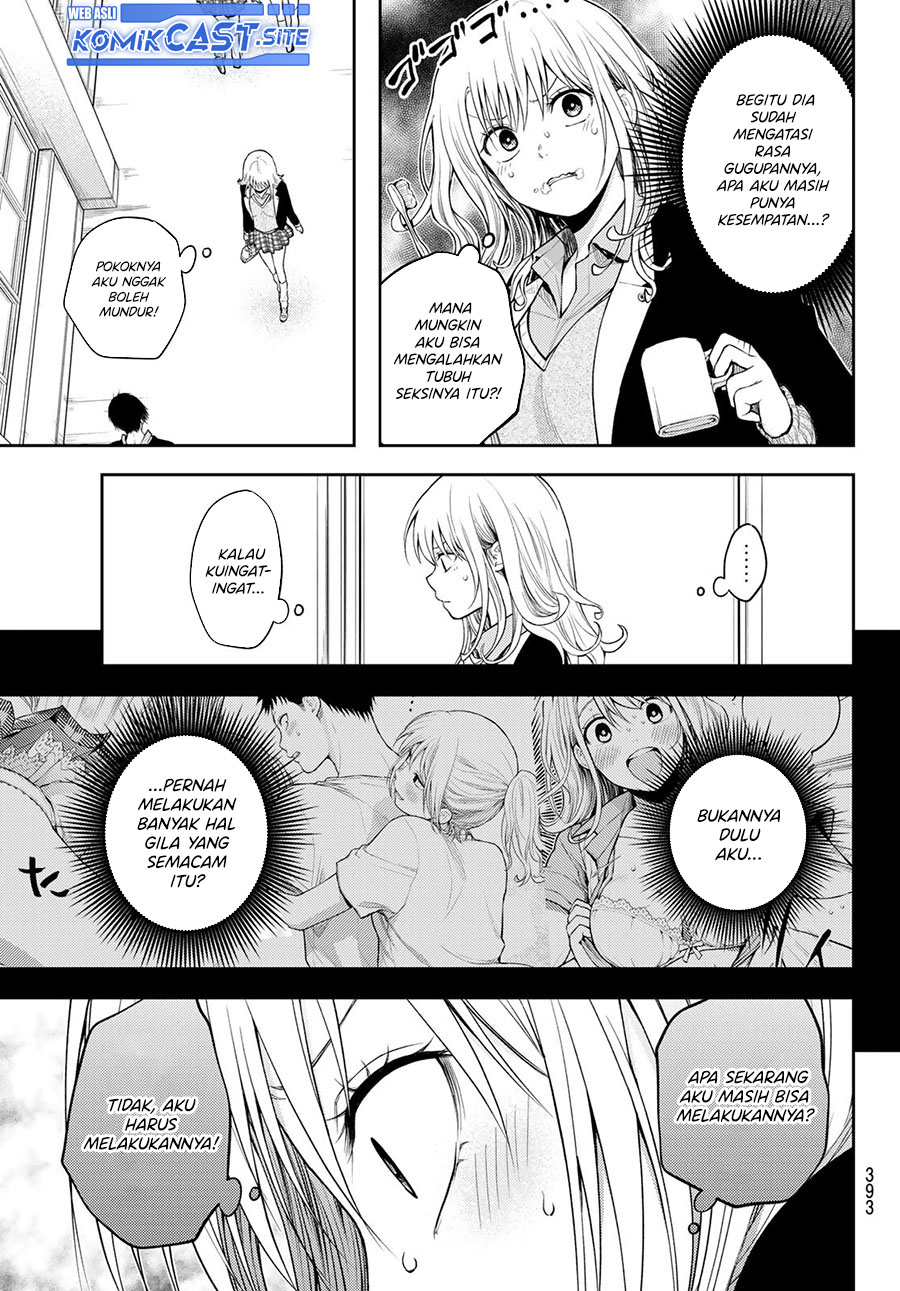 WEB ASLI
KOMIKCAST.SITE
ゴゴゴゴ
BEGITU DIA
SUDAH
MENGATASI
RASA
GUGUPANNYA,
APA AKU MASIH
PUNYA
KESEMPATAN...?
MANA
MUNGKIN
AKU BISA
MENGALAHKAN
TUBUH
SEKSINYA ITU?!
POKOKNYA
AKU NGGAK
BOLEH
MUNDUR!
......
KALAU
KUINGAT-
INGAT...
BUKANNYA
DULU
AKU...
...PERNAH
MELAKUKAN
BANYAK HAL
GILA YANG
SEMACAM
ITU?
APA SEKARANG
AKU MASIH BISA
MELAKUKANNYA?
TIDAK, AKU
HARUS
MELAKUKANNYA!
393